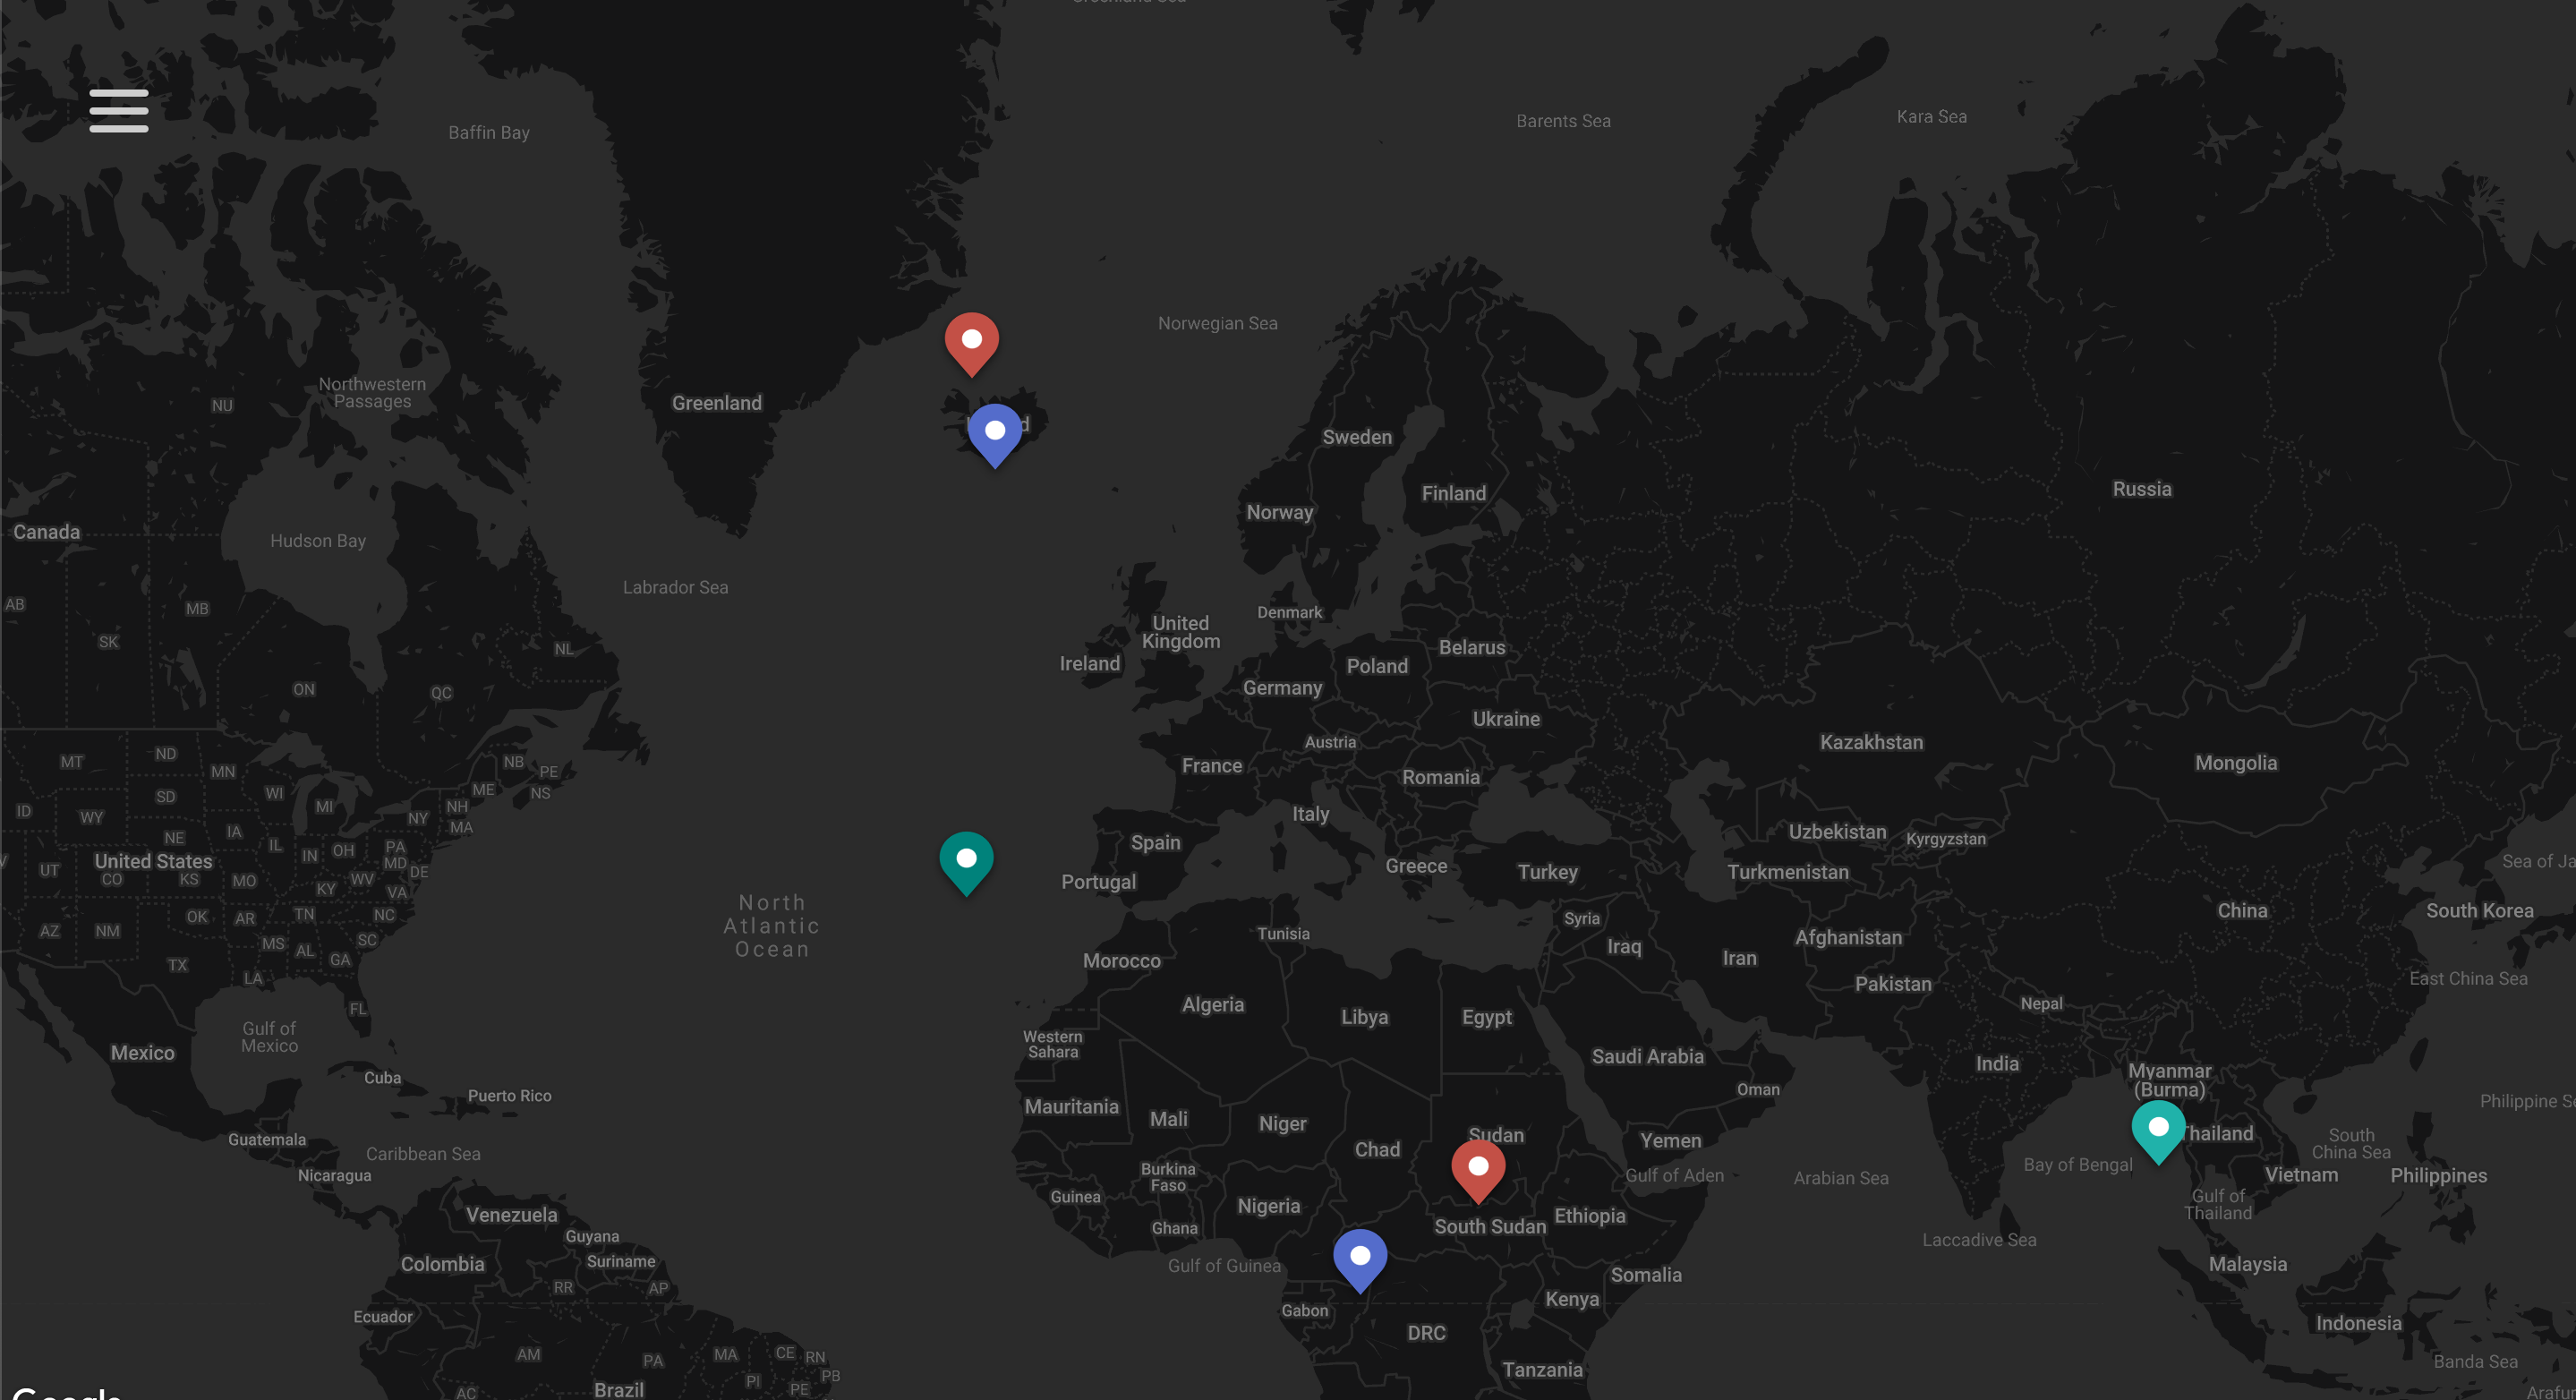 Baffin Bay
Barents Sea
Kara Sea
Norwegian Sea
Northwestern
Passages
NU
Greenland
Sweden
Finland
Norway
Russia
Canada
Hudson Bay
Labrador Sea
AB
MB
SK
NL
ON
QC
Denmark
United
Kingdom
Ireland
Belarus
Poland
Germany
Ukraine
Austria
France
Romania
Italy
Kazakhstan
Mongolia
MT
ND
MN
NB
PE
ID
WY
SD
WI
MI
ME
NS
NH
NY
MA
NE
IA
IL
IN
OH
PA
MD
DE
UT
United States
CO
KS
MO
KY
WV
VA
Spain
Portugal
Greece
Turkey
Uzbekistan
Kyrgyzstan
Turkmenistan
AZ
NM
OK
AR
TN
NC
MS
AL
SC
GA
TX
LA
FL
North
Atlantic
Ocean
Tunisia
Syria
Iraq
Iran
Afghanistan
Pakistan
China
South Korea
East China Sea
Morocco
Algeria
Libya
Egypt
Nepal
Gulf of
Mexico
Mexico
Western
Sahara
Saudi Arabia
Oman
India
Myanmar
(Burma)
Cuba
Puerto Rico
Mauritania
Mali
Niger
Chad
Sudan
Yemen
Thailand
South
China Sea
Guatemala
Caribbean Sea
Nicaragua
Burkina
Faso
Guinea
Nigeria
Ghana
South Sudan
Ethiopia
Gulf of Aden
Arabian Sea
Bay of Bengal
Vietnam
Philippines
Gulf of
Thailand
Venezuela
Guyana
Suriname
Colombia
Gulf of Guinea
Somalia
Laccadive Sea
Malaysia
RR
AP
Ecuador
Gabon
Kenya
DRC
Tanzania
Indonesia
Banda Sea
AM
PA
MA
CE
RN
PB
PI
PE
AC
Brazil
Google